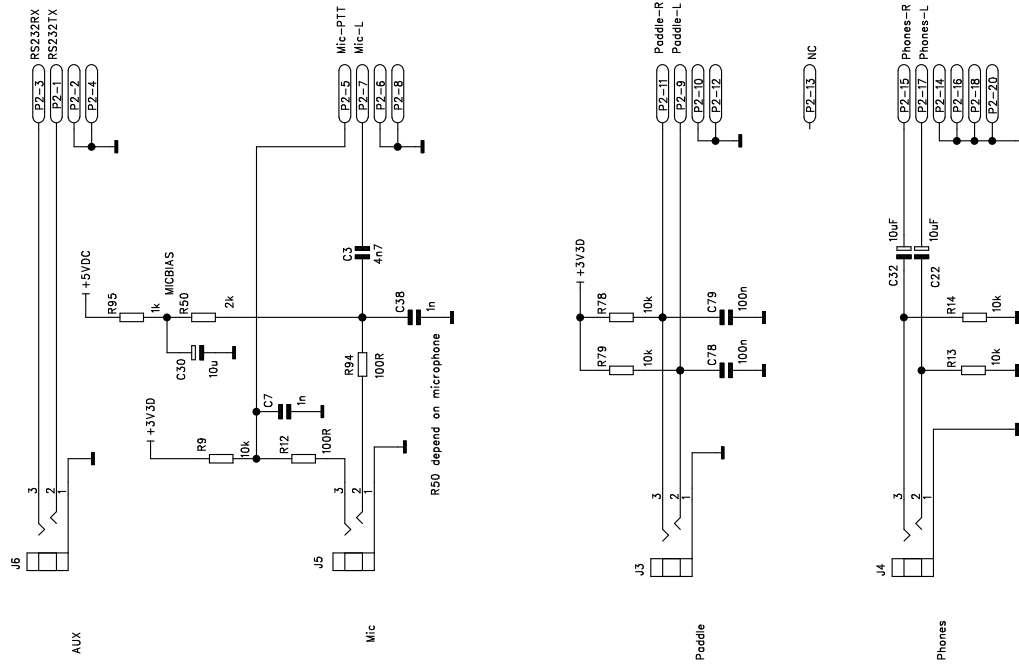 AUX
J6
3
2
1
RS232RX
P2-3
RS232TX
P2-1
P2-2
P2-4
+5VDC
R95
1k
MICBIAS
R50
2k
C30
10u
+3V3D
R9
10k
C7
1n
R12
100R
Mic
J5
3
2
1
R94
100R
C3
4n7
C38
1n
R50 depend on microphone
Mic-PTT
P2-5
Mic-L
P2-7
P2-6
P2-8
Paddle
J3
3
2
1
+3V3D
R79
10k
R78
10k
C78
100n
C79
100n
Paddle-R
P2-11
Paddle-L
P2-9
P2-10
P2-12
P2-13
NC
Phones
J4
3
2
1
C32
10uF
C22
10uF
R13
10k
R14
10k
Phones-R
P2-15
Phones-L
P2-17
P2-14
P2-16
P2-18
P2-20